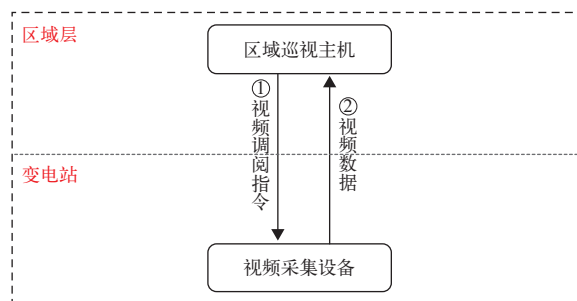 区域层
区域巡视主机
①视频调阅指令
②视频数据
变电站
视频采集设备